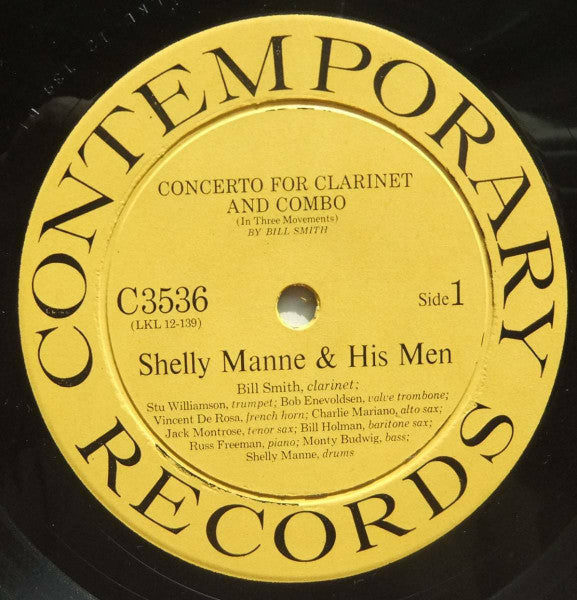 CONTEMPORARY
RECORDS
CONCERTO FOR CLARINET
AND COMBO
(In Three Movements)
BY BILL SMITH
C3536
(LKL 12-139)
Side 1
Shelly Manne & His Men
Bill Smith, clarinet;
Stu Williamson, trumpet; Bob Enevoldsen, valve trombone;
Vincent De Rosa, french horn; Charlie Mariano, alto sax;
Jack Montrose, tenor sax; Bill Holman, baritone sax;
Russ Freeman, piano; Monty Budwig, bass;
Shelly Manne, drums